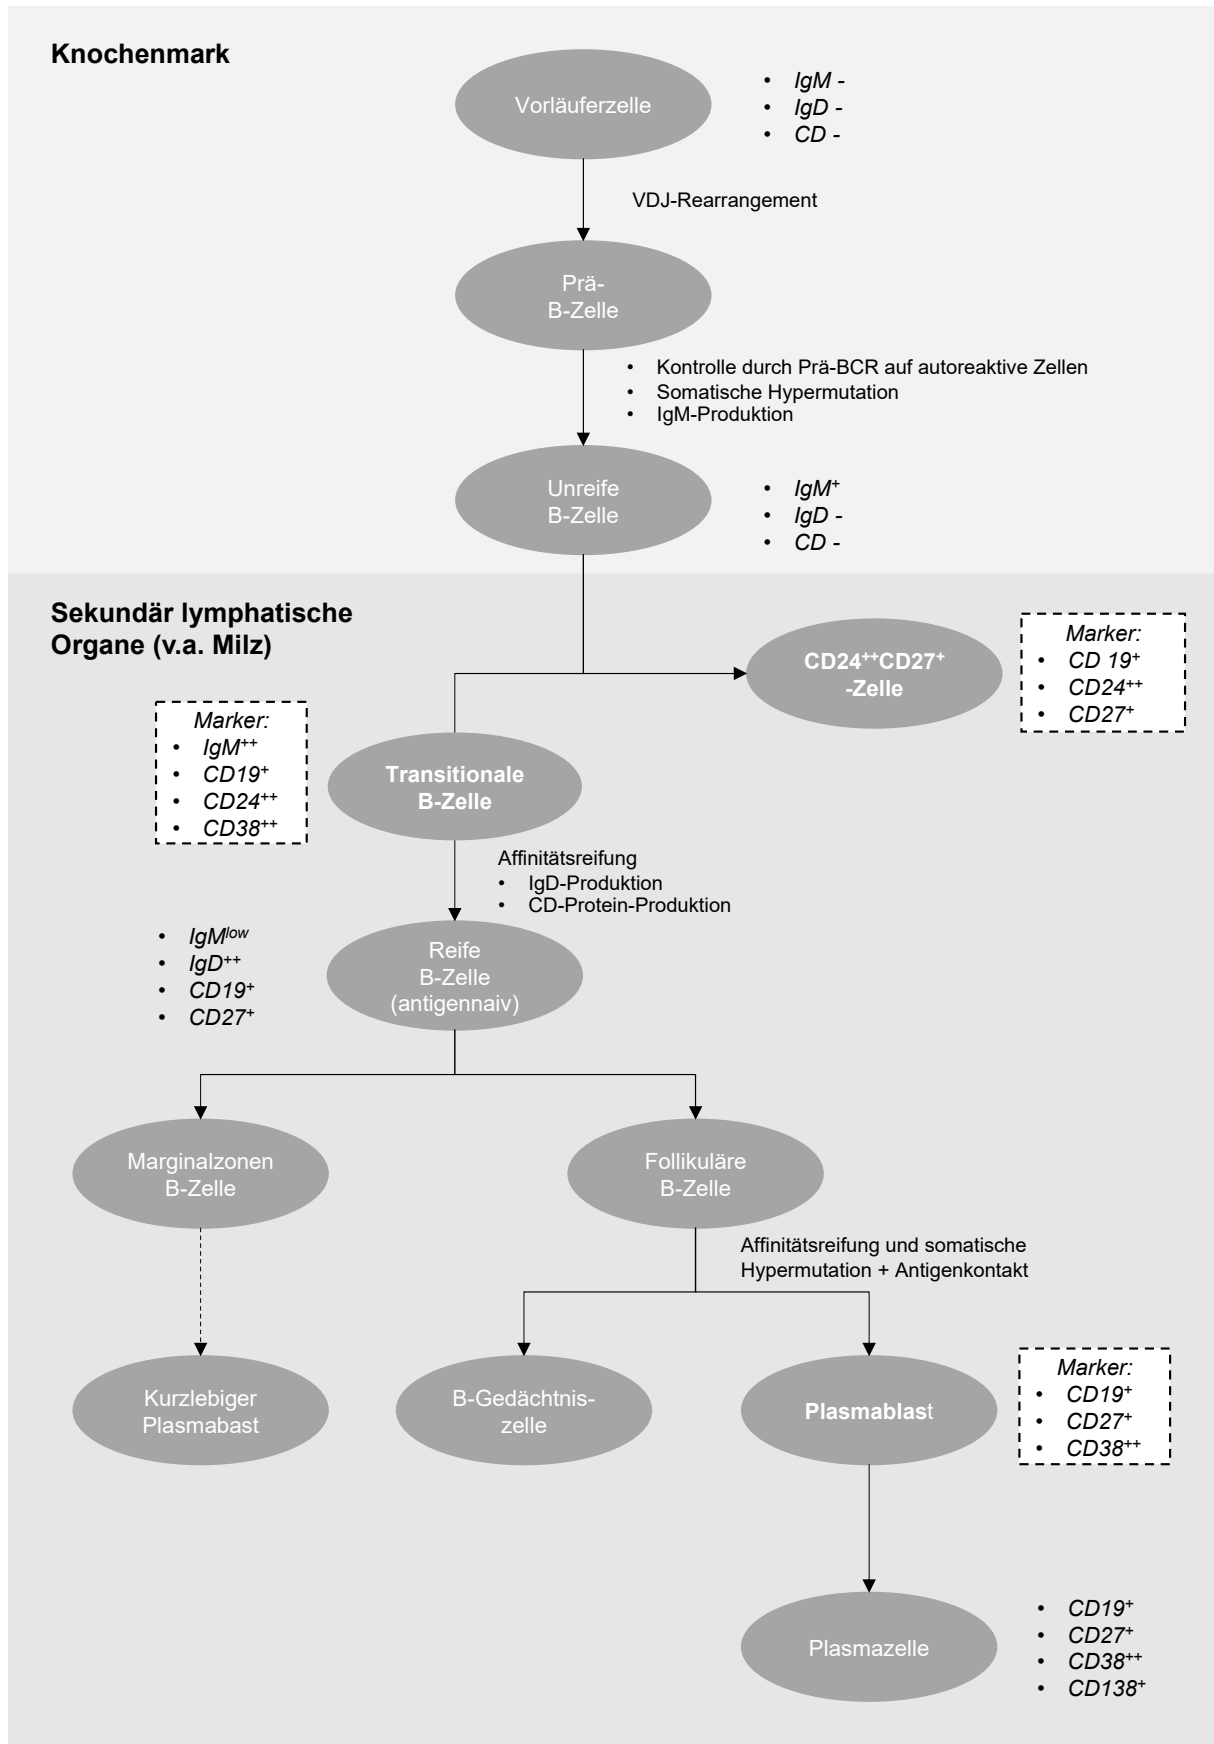 Knochenmark
Vorläuferzelle
• IgM -
• IgD -
• CD -
VDJ-Rearrangement
Prä-
B-Zelle
• Kontrolle durch Prä-BCR auf autoreaktive Zellen
• Somatische Hypermutation
• IgM-Produktion
Unreife
B-Zelle
• IgM⁺
• IgD -
• CD -
Sekundär lymphatische
Organe (v.a. Milz)
CD24⁺⁺CD27⁺
-Zelle
Marker:
• CD 19⁺
• CD24⁺⁺
• CD27⁺
Marker:
• IgM⁺⁺
• CD19⁺
• CD24⁺⁺
• CD38⁺⁺
Transitionale
B-Zelle
Affinitätsreifung
• IgD-Produktion
• CD-Protein-Produktion
• IgMˡᵒʷ
• IgD⁺⁺
• CD19⁺
• CD27⁺
Reife
B-Zelle
(antigennaiv)
Marginalzonen
B-Zelle
Follikuläre
B-Zelle
Affinitätsreifung und somatische
Hypermutation + Antigenkontakt
Kurzlebiger
Plasmabast
B-Gedächtnis-
zelle
Plasmablast
Marker:
• CD19⁺
• CD27⁺
• CD38⁺⁺
Plasmazelle
• CD19⁺
• CD27⁺
• CD38⁺⁺
• CD138⁺